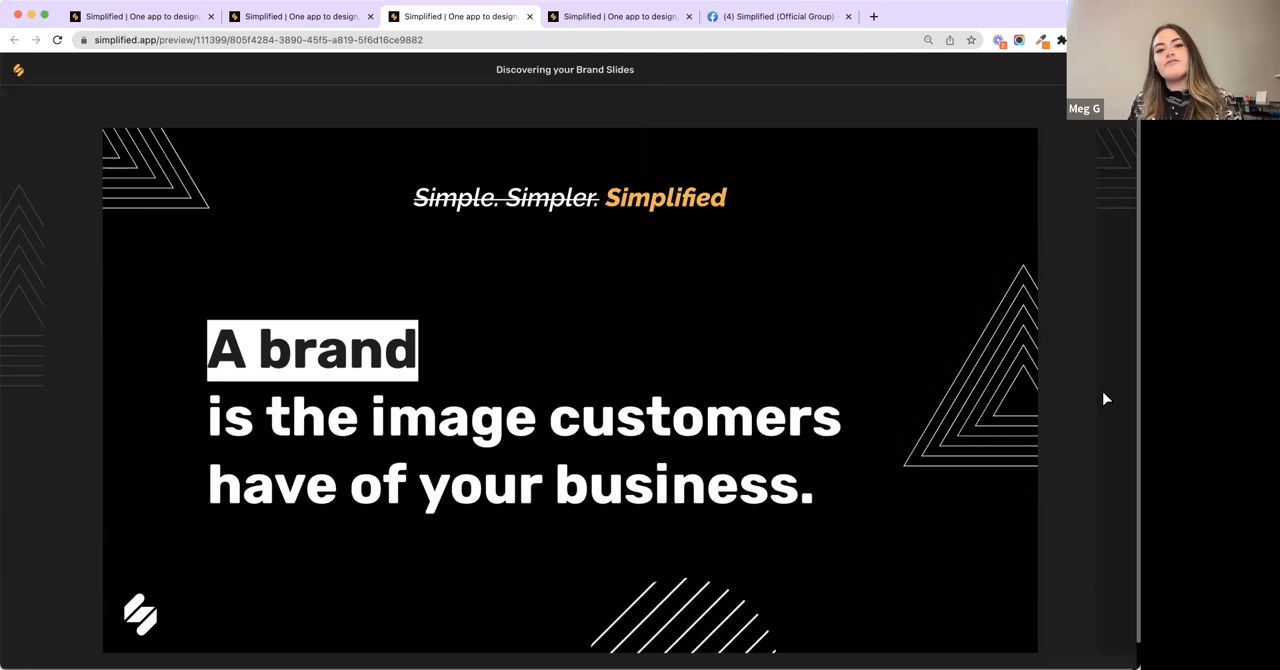 Simplified | One app to design,
Simplified | One app to design,
Simplified | One app to design,
Simplified | One app to design,
(4) Simplified (Official Group)
simplified.app/preview/111399/805f4284-3890-45f5-a819-5f6d16ce9882
Discovering your Brand Slides
Meg G
Simple. Simpler. Simplified
A brand
is the image customers
have of your business.